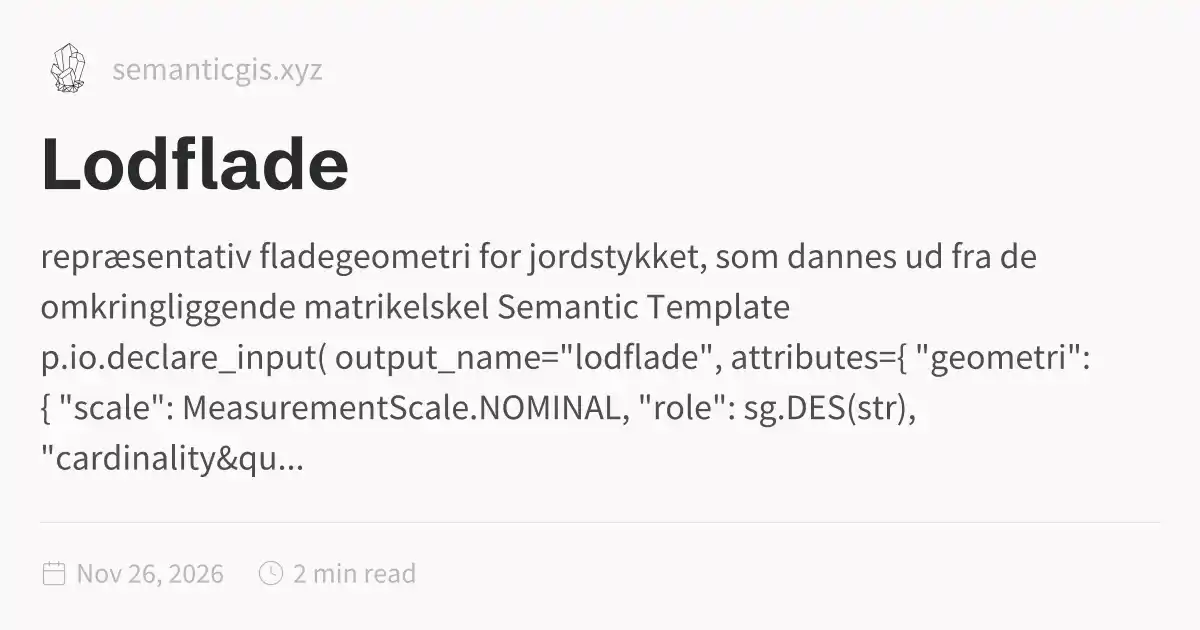 semanticgis.xyz
Lodflade
repræsentativ fladegeometri for jordstykket, som dannes ud fra de
omkringliggende matrikelskel Semantic Template
p.io.declare_input( output_name="lodflade", attributes={ "geometri":
{ "scale": MeasurementScale.NOMINAL, "role": sg.DES(str),
"cardinality&qu...
Nov 26, 2026 2 min read